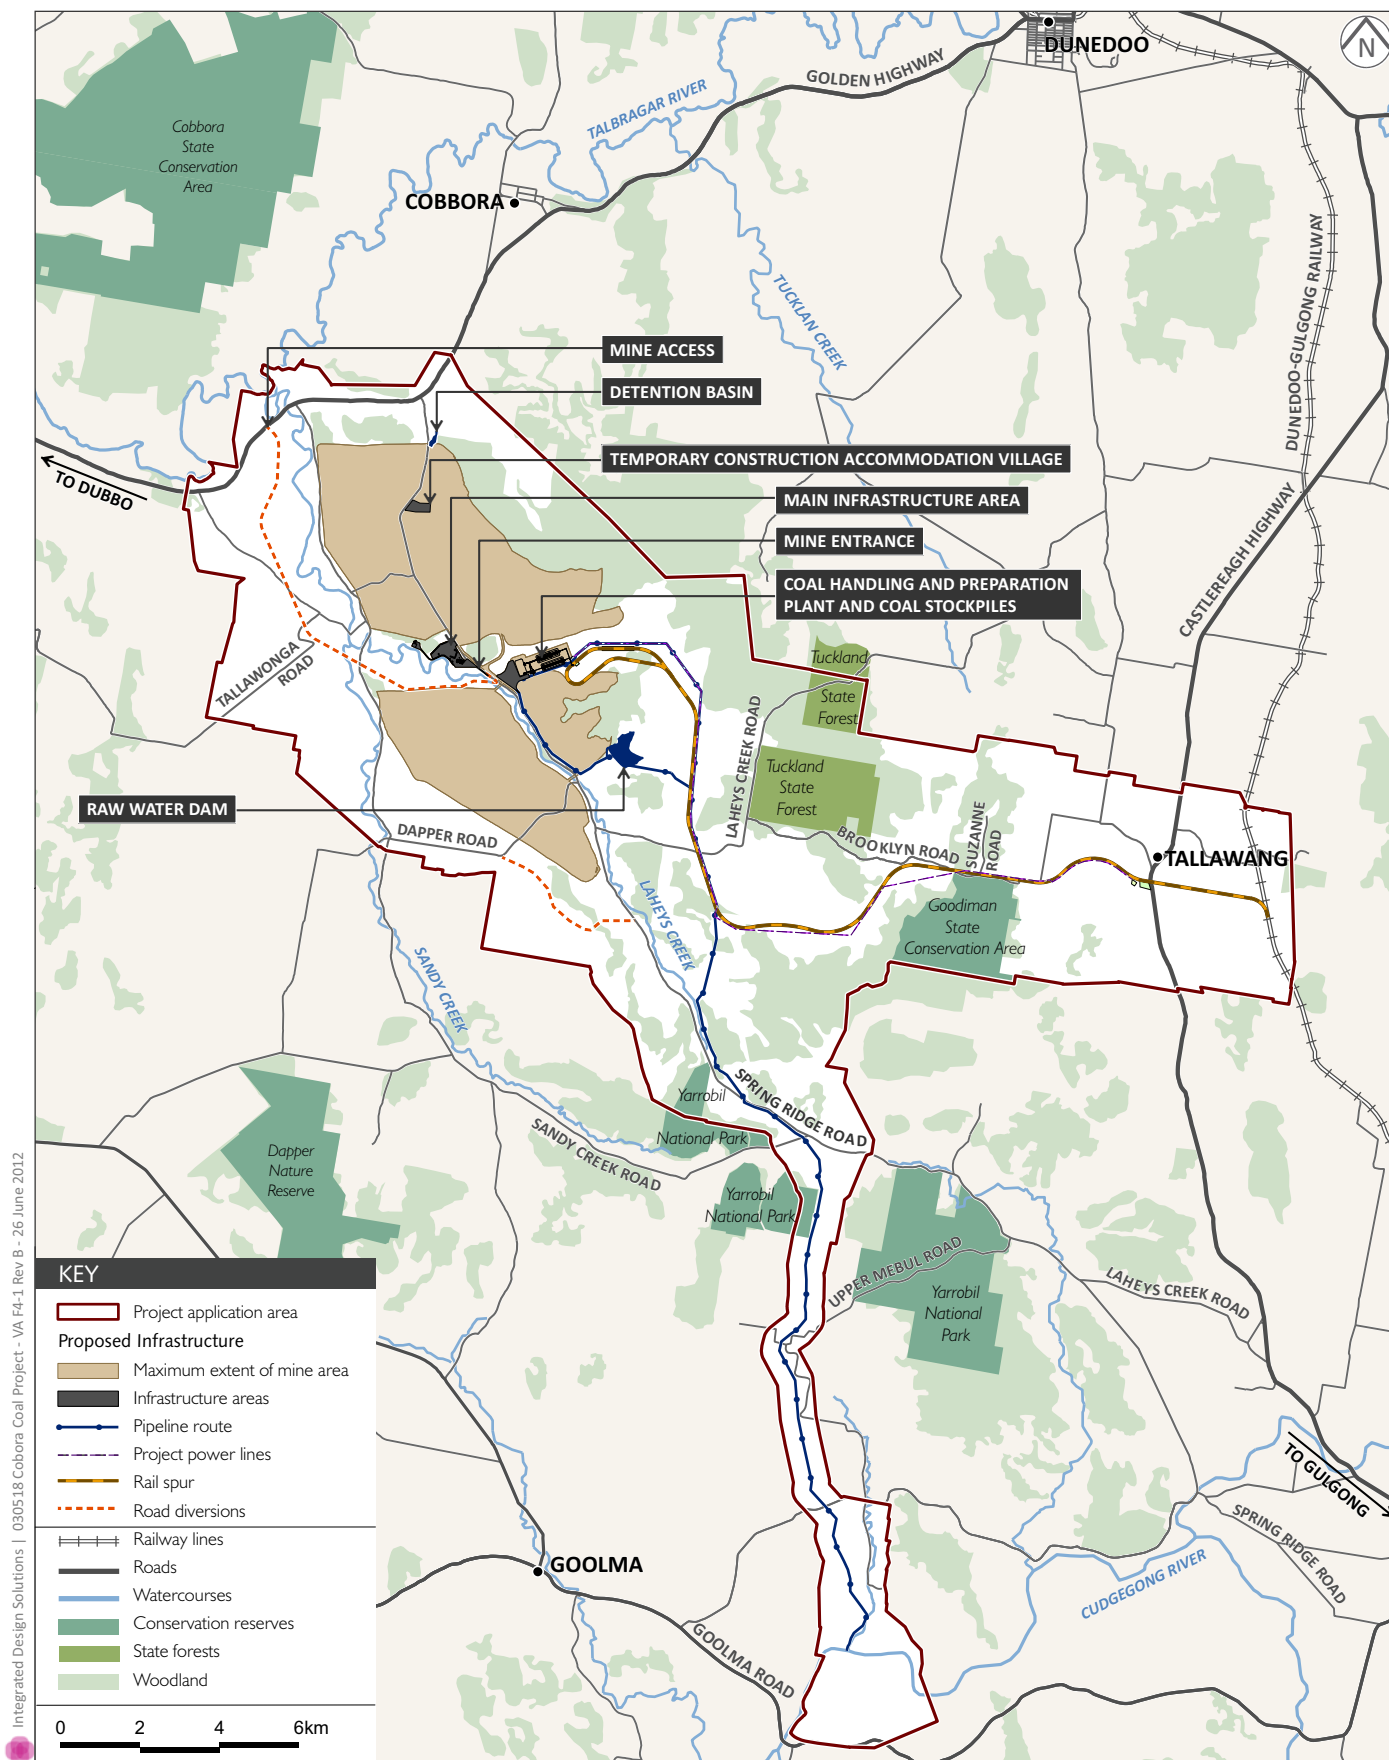 DUNEDOO
N
GOLDEN HIGHWAY
TALBRAGAR RIVER
Cobbora
State
Conservation
Area
COBBORA
DUNEDOO-GULGONG RAILWAY
TUCKLAN CREEK
MINE ACCESS
DETENTION BASIN
TEMPORARY CONSTRUCTION ACCOMMODATION VILLAGE
TO DUBBO
MAIN INFRASTRUCTURE AREA
CASTLEREAGH HIGHWAY
MINE ENTRANCE
COAL HANDLING AND PREPARATION
PLANT AND COAL STOCKPILES
TALLAWONGA
ROAD
Tuckland
State
Forest
LAHEYS CREEK ROAD
Tuckland
State
Forest
RAW WATER DAM
DAPPER ROAD
BROOKLYN ROAD
SUZANNE
ROAD
TALLAWANG
LAHEYS CREEK
Goodiman
State
Conservation Area
SANDY CREEK
SPRING RIDGE ROAD
Yarrobil
National Park
SANDY CREEK ROAD
Dapper
Nature
Reserve
Yarrobil
National Park
UPPER MEBUL ROAD
Yarrobil
National
Park
LAHEYS CREEK ROAD
TO GULGONG
SPRING RIDGE ROAD
CUDGEGONG RIVER
GOOLMA
GOOLMA ROAD
KEY
Project application area
Proposed Infrastructure
Maximum extent of mine area
Infrastructure areas
Pipeline route
Project power lines
Rail spur
Road diversions
Railway lines
Roads
Watercourses
Conservation reserves
State forests
Woodland
0 2 4 6km
Integrated Design Solutions | 030518 Cobora Coal Project - VA F4-1 Rev B - 26 June 2012